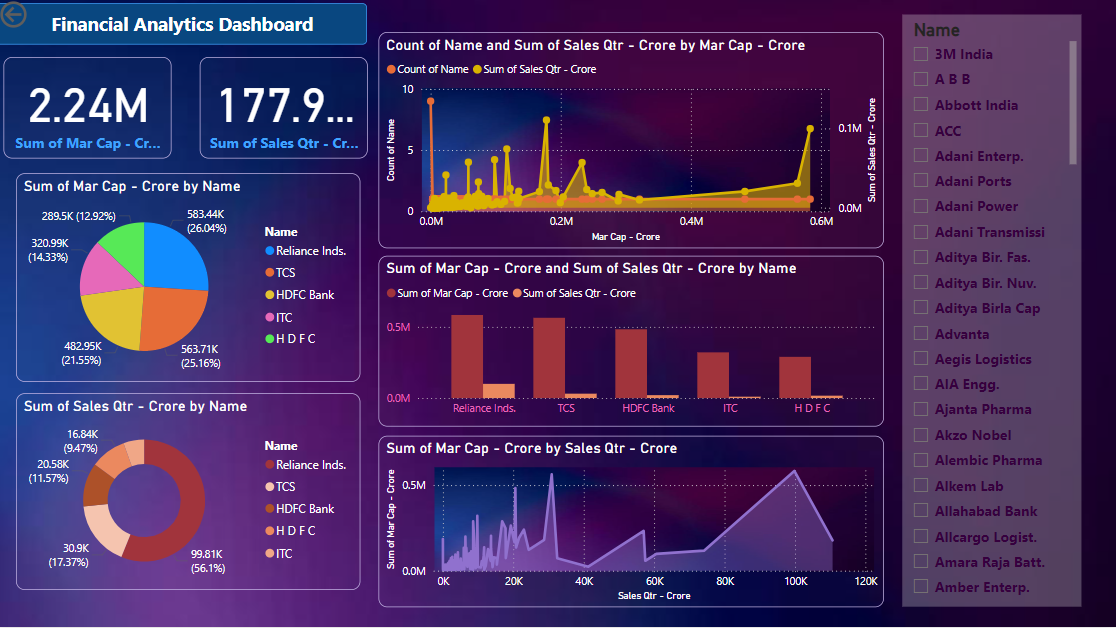 Financial Analytics Dashboard
2.24M
Sum of Mar Cap - Cr...
177.9...
Sum of Sales Qtr - Cr...
Sum of Mar Cap - Crore by Name
289.5K (12.92%)
583.44K
(26.04%)
320.99K
(14.33%)
482.95K
(21.55%)
563.71K
(25.16%)
Name
Reliance Inds.
TCS
HDFC Bank
ITC
H D F C
Sum of Sales Qtr - Crore by Name
16.84K
(9.47%)
20.58K
(11.57%)
30.9K
(17.37%)
99.81K
(56.1%)
Name
Reliance Inds.
TCS
HDFC Bank
H D F C
ITC
Count of Name and Sum of Sales Qtr - Crore by Mar Cap - Crore
Count of Name Sum of Sales Qtr - Crore
Count of Name
10
5
0
0.1M
0.0M
Sum of Sales Qtr - Crore
0.0M 0.2M 0.4M 0.6M
Mar Cap - Crore
Sum of Mar Cap - Crore and Sum of Sales Qtr - Crore by Name
Sum of Mar Cap - Crore Sum of Sales Qtr - Crore
0.5M
0.0M
Reliance Inds. TCS HDFC Bank ITC H D F C
Sum of Mar Cap - Crore by Sales Qtr - Crore
Sum of Mar Cap - Crore
0.5M
0.0M
0K 20K 40K 60K 80K 100K 120K
Sales Qtr - Crore
Name
3M India
A B B
Abbott India
ACC
Adani Enterp.
Adani Ports
Adani Power
Adani Transmissi
Aditya Bir. Fas.
Aditya Bir. Nuv.
Aditya Birla Cap
Advanta
Aegis Logistics
AIA Engg.
Ajanta Pharma
Akzo Nobel
Alembic Pharma
Alkem Lab
Allahabad Bank
Allcargo Logist.
Amara Raja Batt.
Amber Enterp.